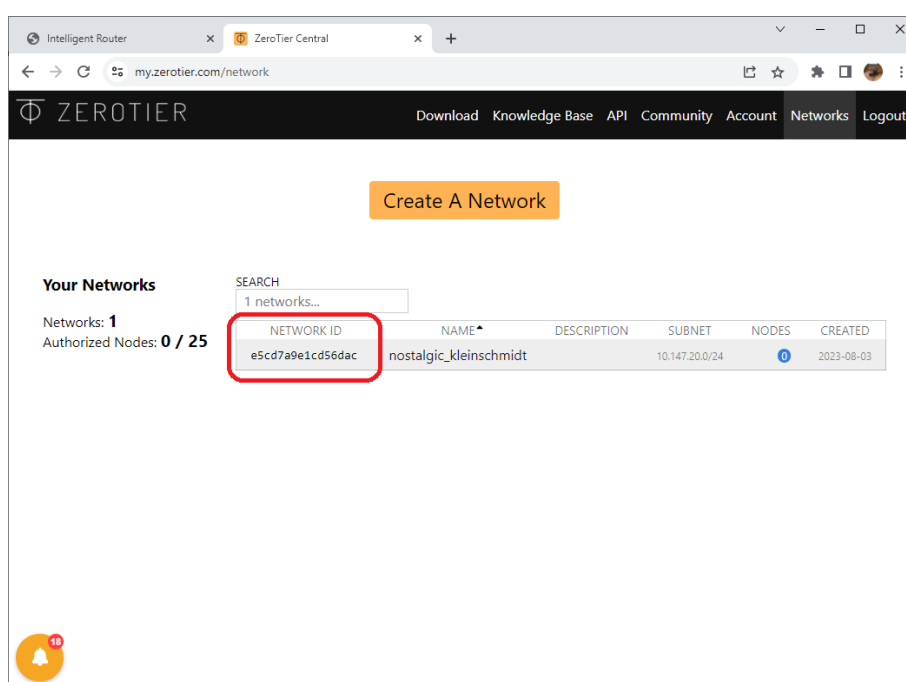 Intelligent Router
ZeroTier Central
my.zerotier.com/network
ZEROTIER
Download Knowledge Base API Community Account Networks Logout
Create A Network
Your Networks
Networks: 1
Authorized Nodes: 0 / 25
SEARCH
1 networks...
NETWORK ID NAME DESCRIPTION SUBNET NODES CREATED
e5cd7a9e1cd56dac nostalgic_kleinschmidt 10.147.20.0/24 0 2023-08-03
18